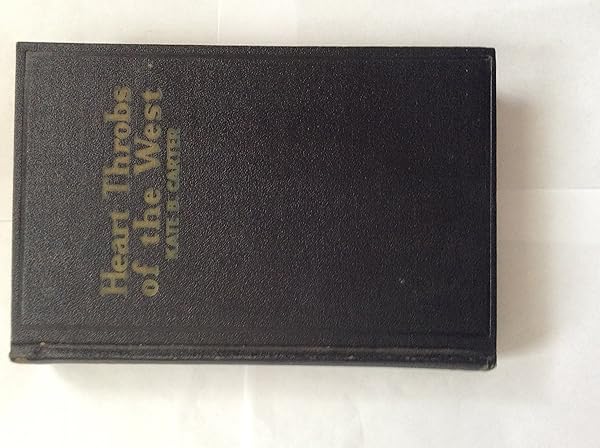 Heart Throbs
of the West
KATE B. CARTER